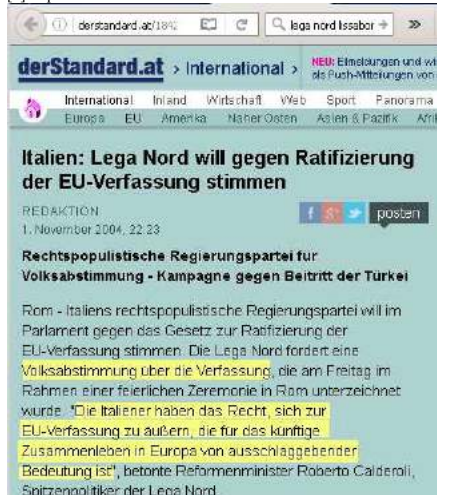 derstandard.at/184
lega nord lissabor
derStandard.at › International ›
NEU: Eilmeldungen und wi
als Push-Mitteilungen von
International Inland Wirtschaft Web Sport Panorama
Europa EU Amerika Naher Osten Asien & Pazifik Afri
Italien: Lega Nord will gegen Ratifizierung
der EU-Verfassung stimmen
REDAKTION
posten
1. November 2004, 22:23
Rechtspopulistische Regierungspartei für
Volksabstimmung - Kampagne gegen Beitritt der Türkei
Rom - Italiens rechtspopulistische Regierungspartei will im
Parlament gegen das Gesetz zur Ratifizierung der
EU-Verfassung stimmen. Die Lega Nord fordert eine
Volksabstimmung über die Verfassung, die am Freitag im
Rahmen einer feierlichen Zeremonie in Rom unterzeichnet
wurde. "Die Italiener haben das Recht, sich zur
EU-Verfassung zu äußern, die für das künftige
Zusammenleben in Europa von ausschlaggebender
Bedeutung ist", betonte Reformenminister Roberto Calderoli,
Spitzenpolitiker der Lega Nord.